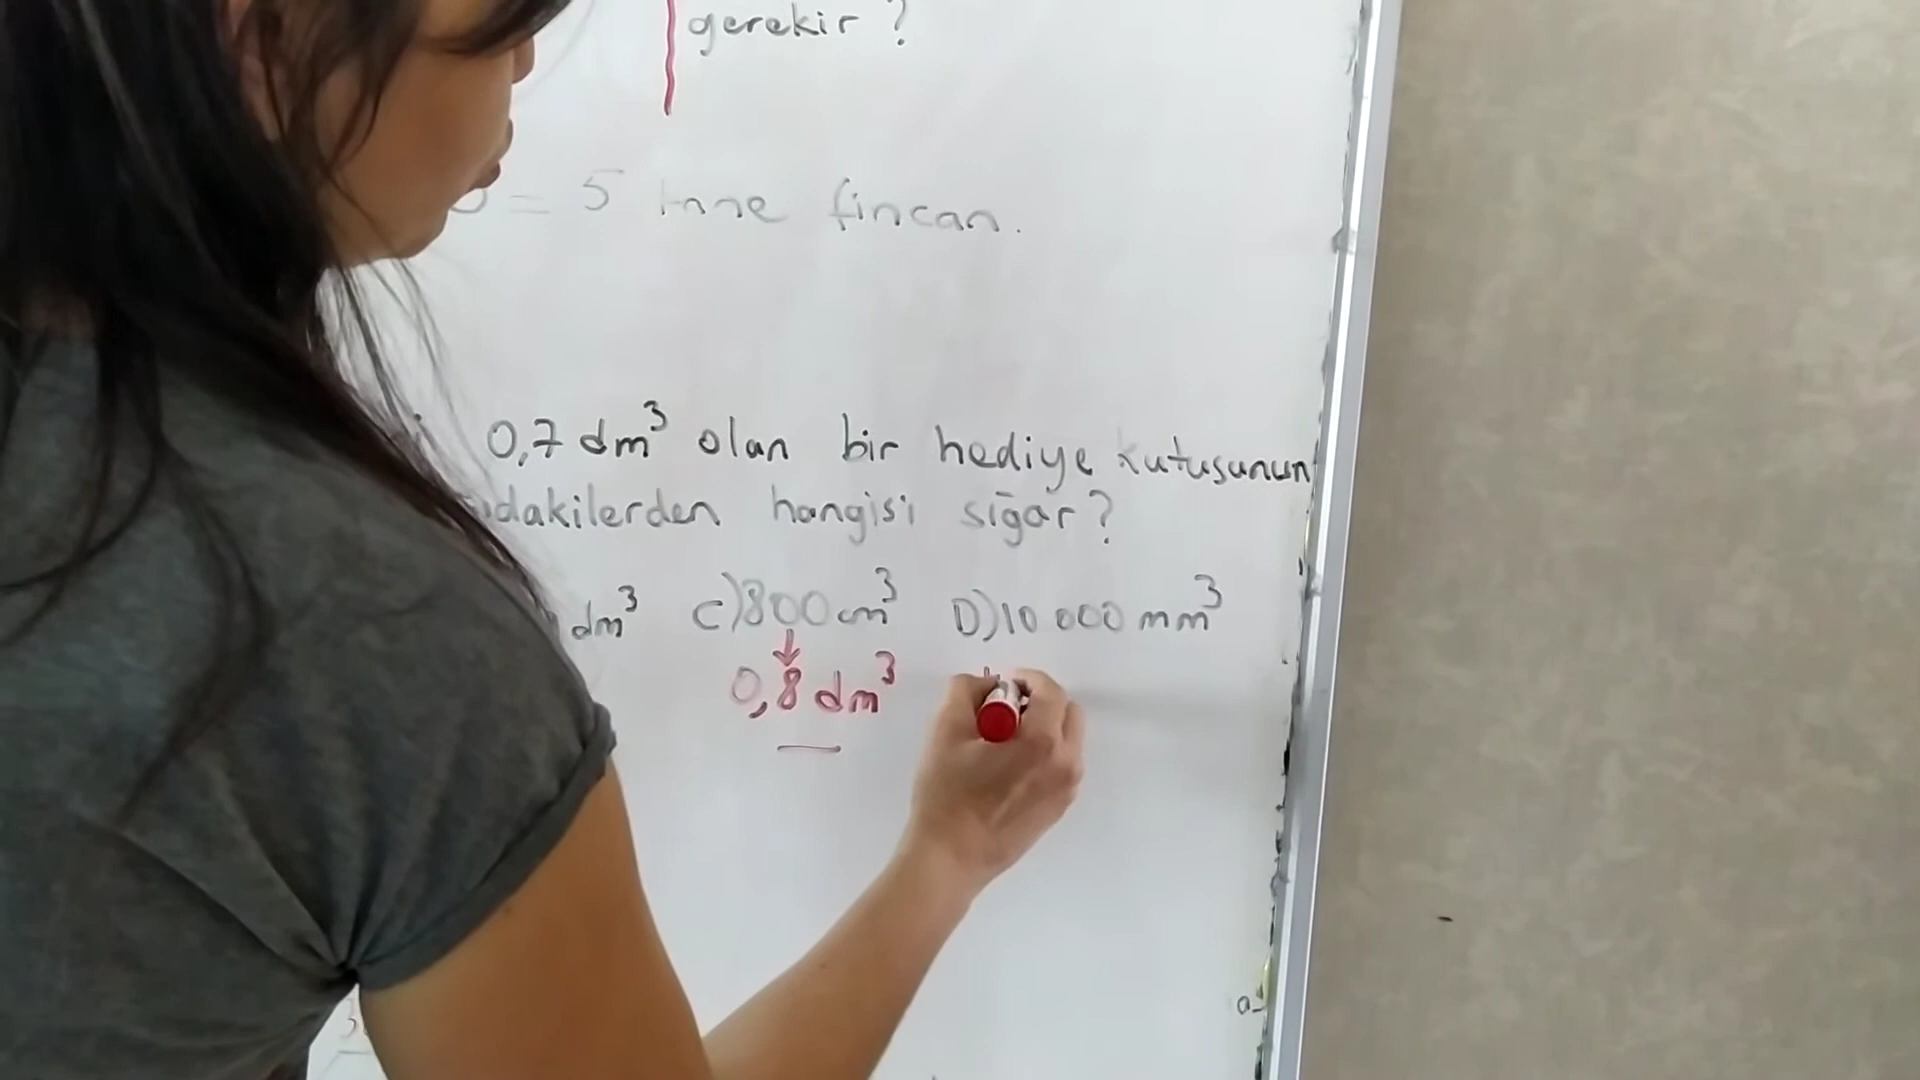 gerekir ?
= 5 tane fincan.
0,7 dm³ olan bir hediye kutusunun
dakilerden hangisi sığar ?
dm³ C) 800 cm³ D) 10 000 mm³
0,8 dm³